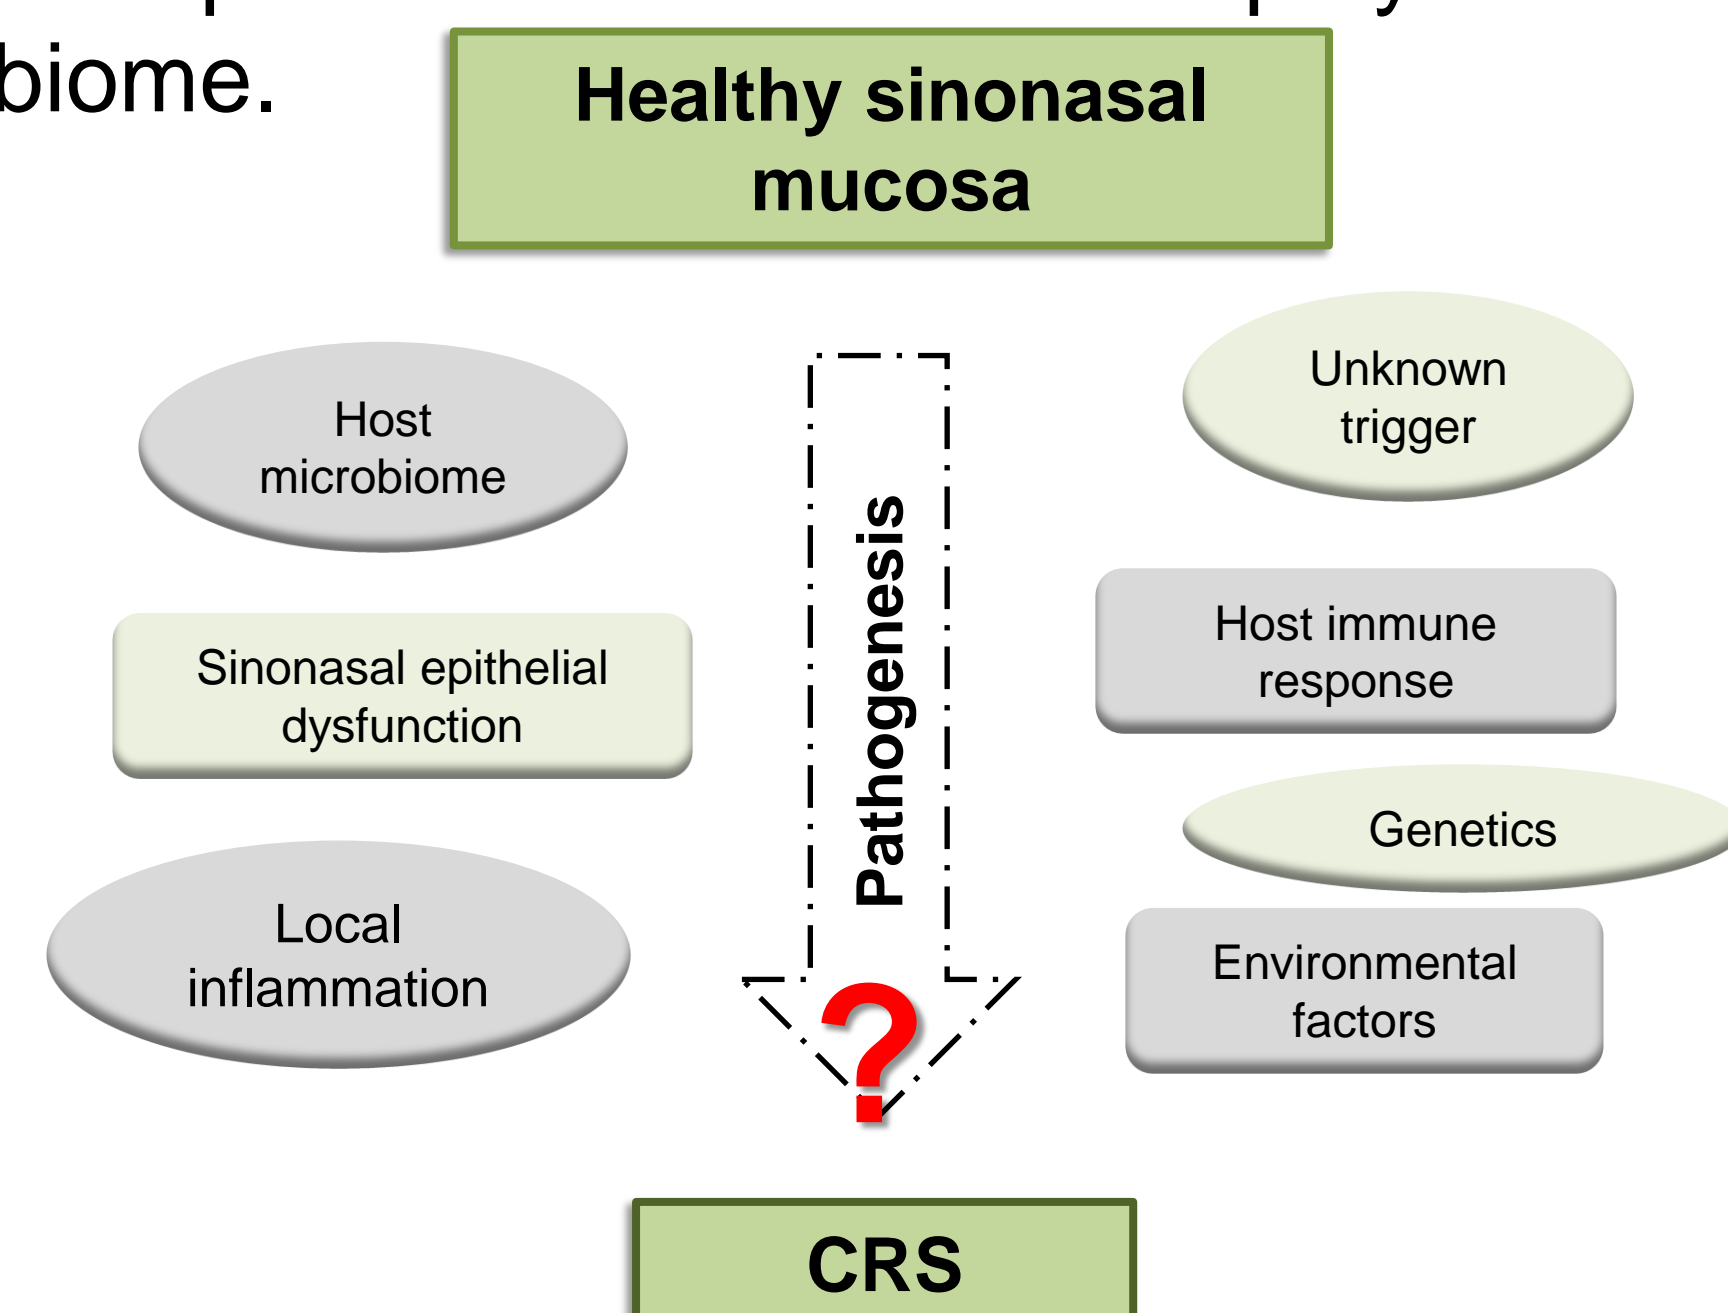 biome.
Healthy sinonasal
mucosa
Host
microbiome
Unknown
trigger
Sinonasal epithelial
dysfunction
Pathogenesis
Host immune
response
Genetics
Local
inflammation
Environmental
factors
?
CRS